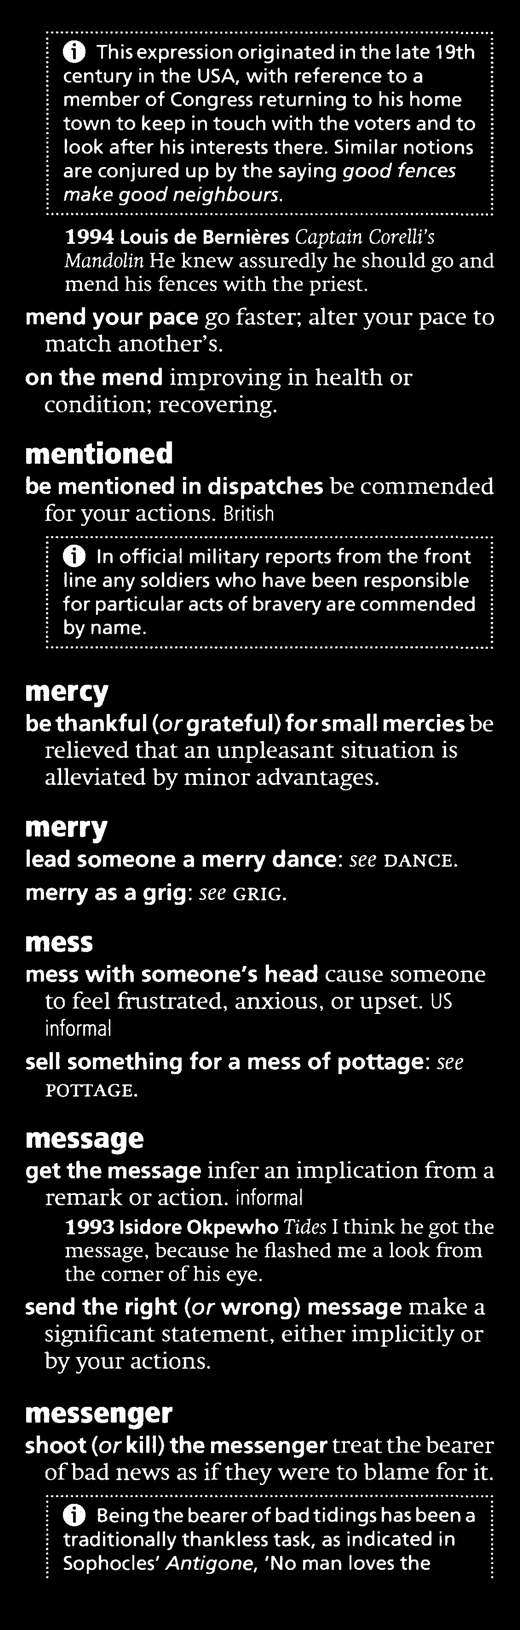 This expression originated in the late 19th
century in the USA, with reference to a
member of Congress returning to his home
town to keep in touch with the voters and to
look after his interests there. Similar notions
are conjured up by the saying good fences
make good neighbours.
1994 Louis de Bernières Captain Corelli's
Mandolin He knew assuredly he should go and
mend his fences with the priest.
mend your pace go faster; alter your pace to
match another's.
on the mend improving in health or
condition; recovering.
mentioned
be mentioned in dispatches be commended
for your actions. British
In official military reports from the front
line any soldiers who have been responsible
for particular acts of bravery are commended
by name.
mercy
be thankful (or grateful) for small mercies be
relieved that an unpleasant situation is
alleviated by minor advantages.
merry
lead someone a merry dance: see DANCE.
merry as a grig: see GRIG.
mess
mess with someone's head cause someone
to feel frustrated, anxious, or upset. US
informal
sell something for a mess of pottage: see
POTTAGE.
message
get the message infer an implication from a
remark or action. informal
1993 Isidore Okpewho Tides I think he got the
message, because he flashed me a look from
the corner of his eye.
send the right (or wrong) message make a
significant statement, either implicitly or
by your actions.
messenger
shoot (or kill) the messenger treat the bearer
of bad news as if they were to blame for it.
Being the bearer of bad tidings has been a
traditionally thankless task, as indicated in
Sophocles' Antigone, 'No man loves the